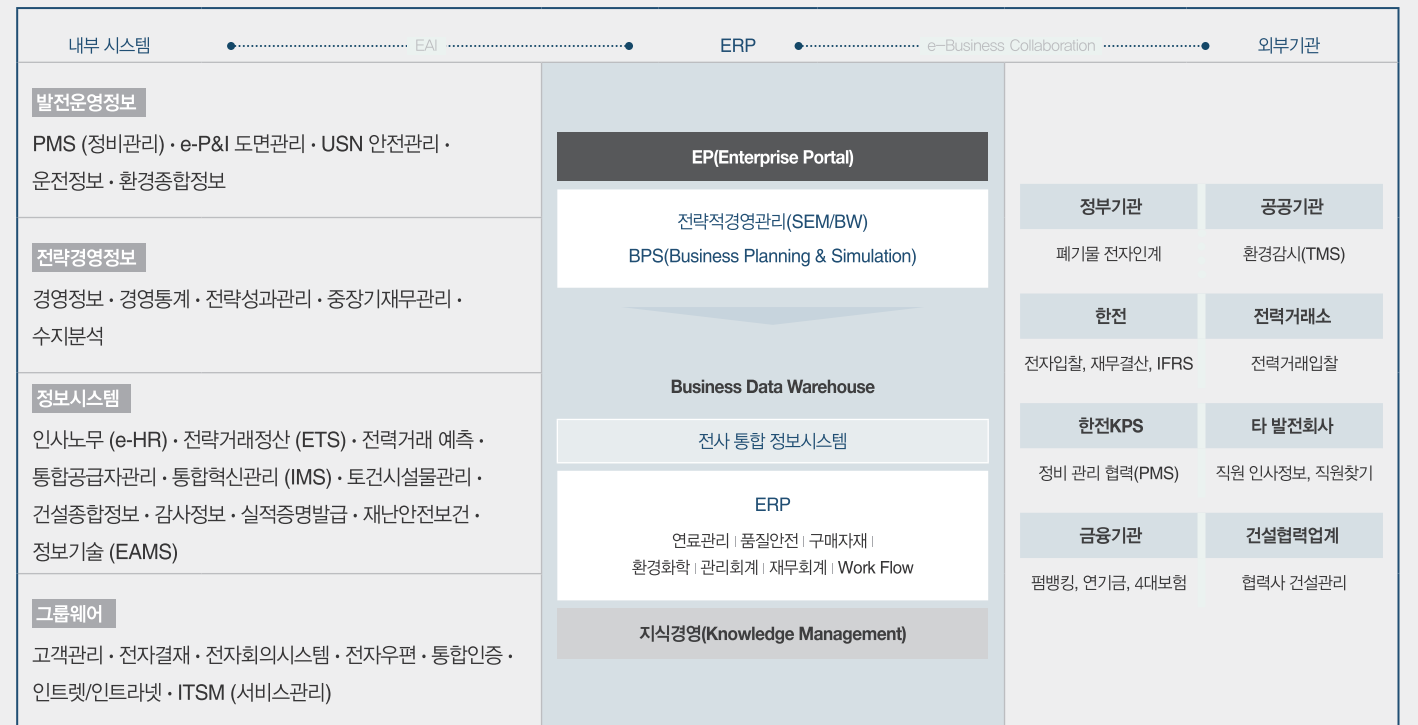 내부 시스템
EAI
ERP
e-Business Collaboration
외부기관
발전운영정보
PMS (정비관리) · e-P&I 도면관리 · USN 안전관리 ·
운전정보 · 환경종합정보
전략경영정보
경영정보 · 경영통계 · 전략성과관리 · 중장기재무관리 ·
수지분석
정보시스템
인사노무 (e-HR) · 전략거래정산 (ETS) · 전력거래 예측 ·
통합공급자관리 · 통합혁신관리 (IMS) · 토건시설물관리 ·
건설종합정보 · 감사정보 · 실적증명발급 · 재난안전보건 ·
정보기술 (EAMS)
그룹웨어
고객관리 · 전자결재 · 전자회의시스템 · 전자우편 · 통합인증 ·
인트렛/인트라넷 · ITSM (서비스관리)
EP(Enterprise Portal)
전략적경영관리(SEM/BW)
BPS(Business Planning & Simulation)
Business Data Warehouse
전사 통합 정보시스템
ERP
연료관리 | 품질안전 | 구매자재 |
환경화학 | 관리회계 | 재무회계 | Work Flow
지식경영(Knowledge Management)
정부기관
폐기물 전자인계
공공기관
환경감시(TMS)
한전
전자입찰, 재무결산, IFRS
전력거래소
전력거래입찰
한전KPS
정비 관리 협력(PMS)
타 발전회사
직원 인사정보, 직원찾기
금융기관
펌뱅킹, 연기금, 4대보험
건설협력업계
협력사 건설관리